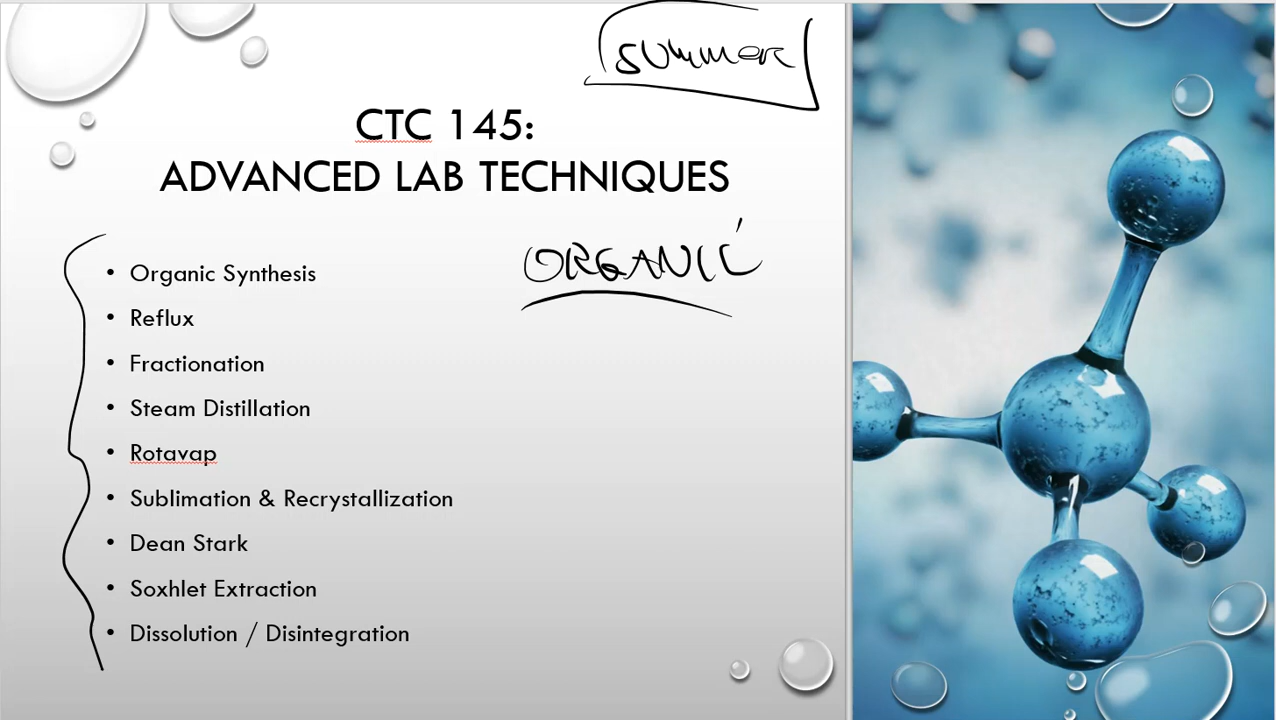 summer
CTC 145:
ADVANCED LAB TECHNIQUES
ORGANIC
• Organic Synthesis
• Reflux
• Fractionation
• Steam Distillation
• Rotavap
• Sublimation & Recrystallization
• Dean Stark
• Soxhlet Extraction
• Dissolution / Disintegration